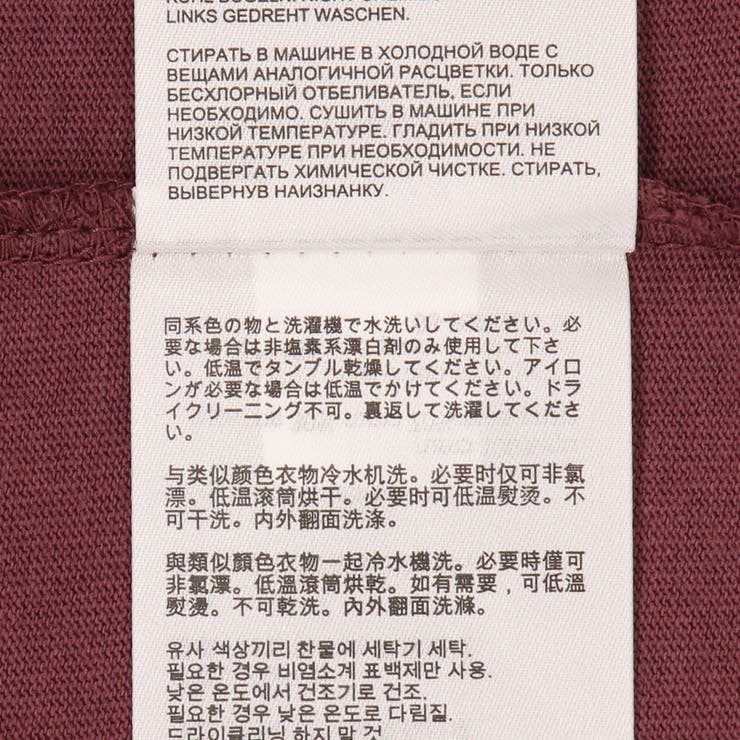 LINKS GEDREHT WASCHEN.
СТИРАТЬ В МАШИНЕ В ХОЛОДНОЙ ВОДЕ С
ВЕЩАМИ АНАЛОГИЧНОЙ РАСЦВЕТКИ. ТОЛЬКО
БЕСХЛОРНЫЙ ОТБЕЛИВАТЕЛЬ, ЕСЛИ
НЕОБХОДИМО. СУШИТЬ В МАШИНЕ ПРИ
НИЗКОЙ ТЕМПЕРАТУРЕ. ГЛАДИТЬ ПРИ НИЗКОЙ
ТЕМПЕРАТУРЕ ПРИ НЕОБХОДИМОСТИ. НЕ
ПОДВЕРГАТЬ ХИМИЧЕСКОЙ ЧИСТКЕ. СТИРАТЬ,
ВЫВЕРНУВ НАИЗНАНКУ.
同系色の物と洗濯機で水洗いしてください。必
要な場合は非塩素系漂白剤のみ使用して下さ
い。低温でタンブル乾燥してください。アイロ
ンが必要な場合は低温でかけてください。ドラ
イクリーニング不可。裏返して洗濯してくださ
い。
与类似颜色衣物冷水机洗。必要时仅可非氯
漂。低温滚筒烘干。必要时可低温熨烫。不
可干洗。内外翻面洗涤。
與類似顏色衣物一起冷水機洗。必要時僅可
非氯漂。低溫滾筒烘乾。如有需要，可低溫
熨燙。不可乾洗。內外翻面洗滌。
유사 색상끼리 찬물에 세탁기 세탁.
필요한 경우 비염소계 표백제만 사용.
낮은 온도에서 건조기로 건조.
필요한 경우 낮은 온도로 다림질.
드라이클리닝 하지 말 것